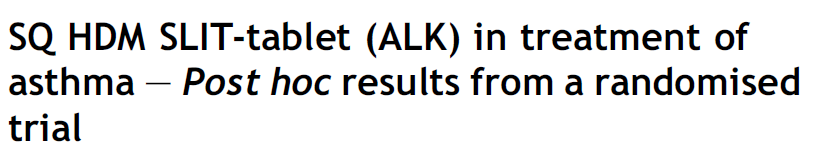 SQ HDM SLIT-tablet (ALK) in treatment of
asthma — Post hoc results from a randomised
trial